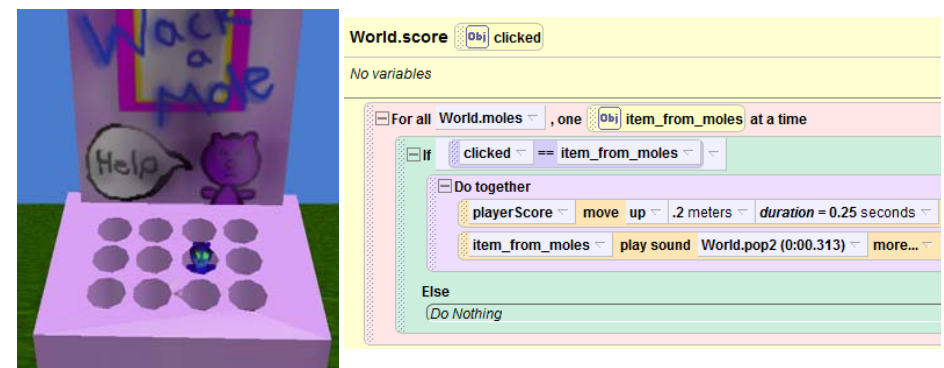 Wack
a
Mole
Help
World.score Obj clicked
No variables
For all World.moles , one Obj item_from_moles at a time
If clicked == item_from_moles
Do together
playerScore move up .2 meters duration = 0.25 seconds
item_from_moles play sound World.pop2 (0:00.313) more...
Else
(Do Nothing